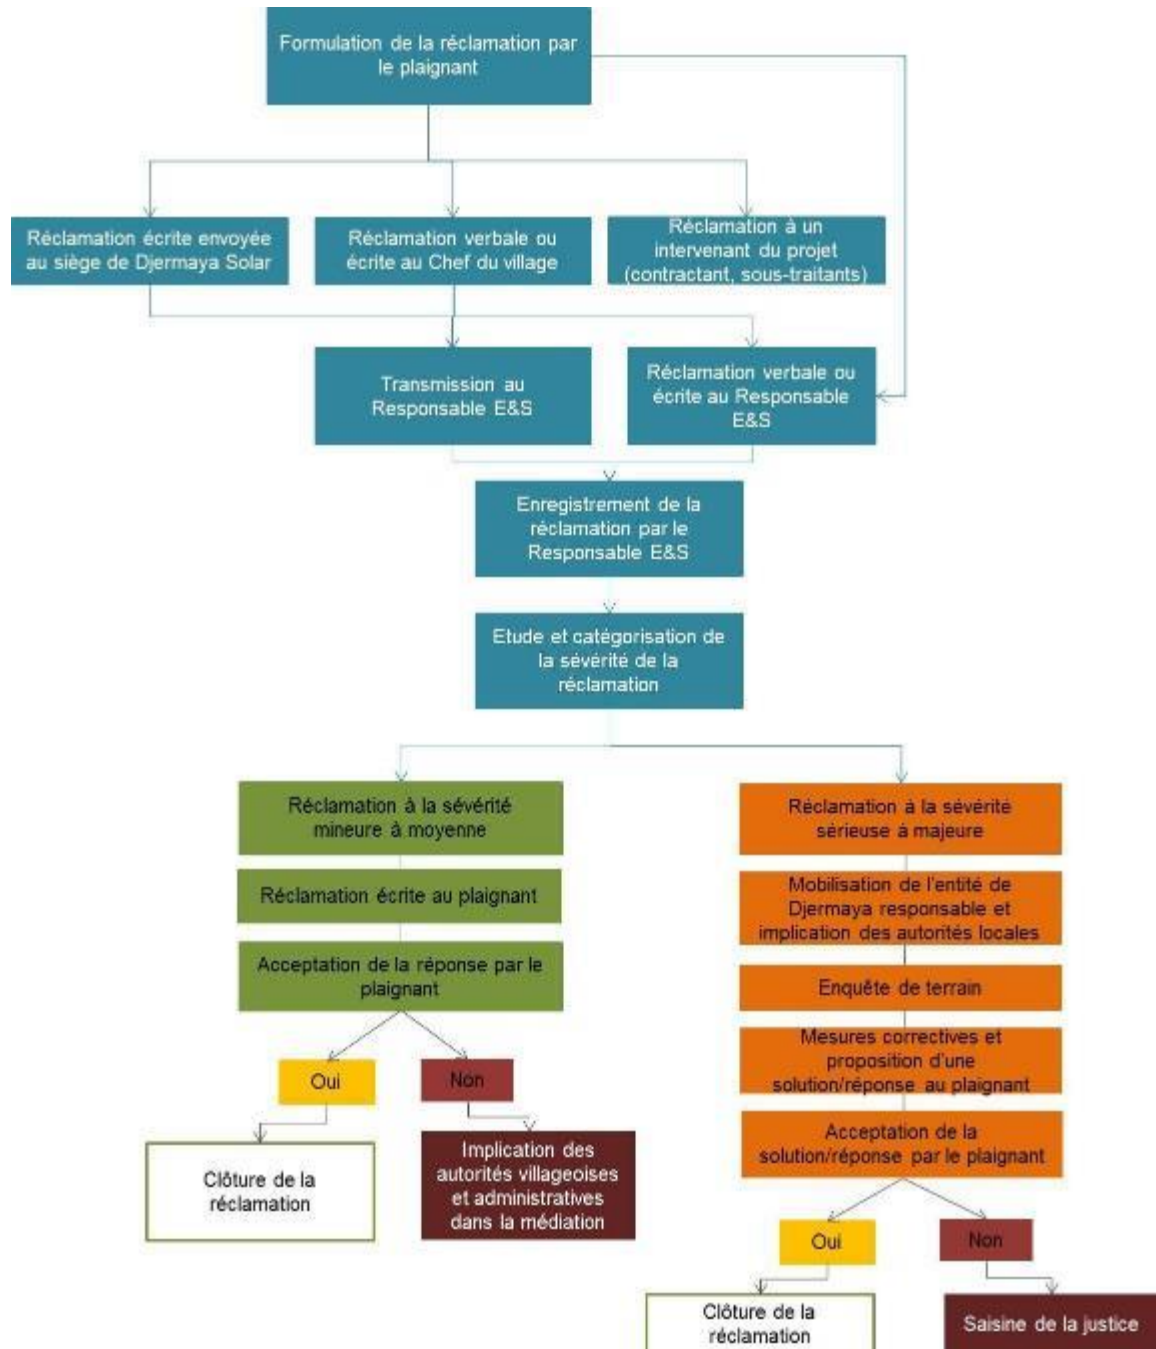 Formulation de la réclamation par
le plaignant
Réclamation écrite envoyée
au siège de Djermaya Solar
Réclamation verbale ou
écrite au Chef du village
Réclamation à un
intervenant du projet
(contractant, sous-traitants)
Transmission au
Responsable E&S
Réclamation verbale ou
écrite au Responsable
E&S
Enregistrement de la
réclamation par le
Responsable E&S
Etude et catégorisation de
la sévérité de la
réclamation
Réclamation à la sévérité
mineure à moyenne
Réclamation écrite au plaignant
Acceptation de la réponse par le
plaignant
Oui
Non
Clôture de la
réclamation
Implication des
autorités villageoises
et administratives
dans la médiation
Réclamation à la sévérité
sérieuse à majeure
Mobilisation de l'entité de
Djermaya responsable et
implication des autorités locales
Enquête de terrain
Mesures correctives et
proposition d'une
solution/réponse au plaignant
Acceptation de la
solution/réponse par le plaignant
Oui
Non
Clôture de la
réclamation
Saisine de la justice